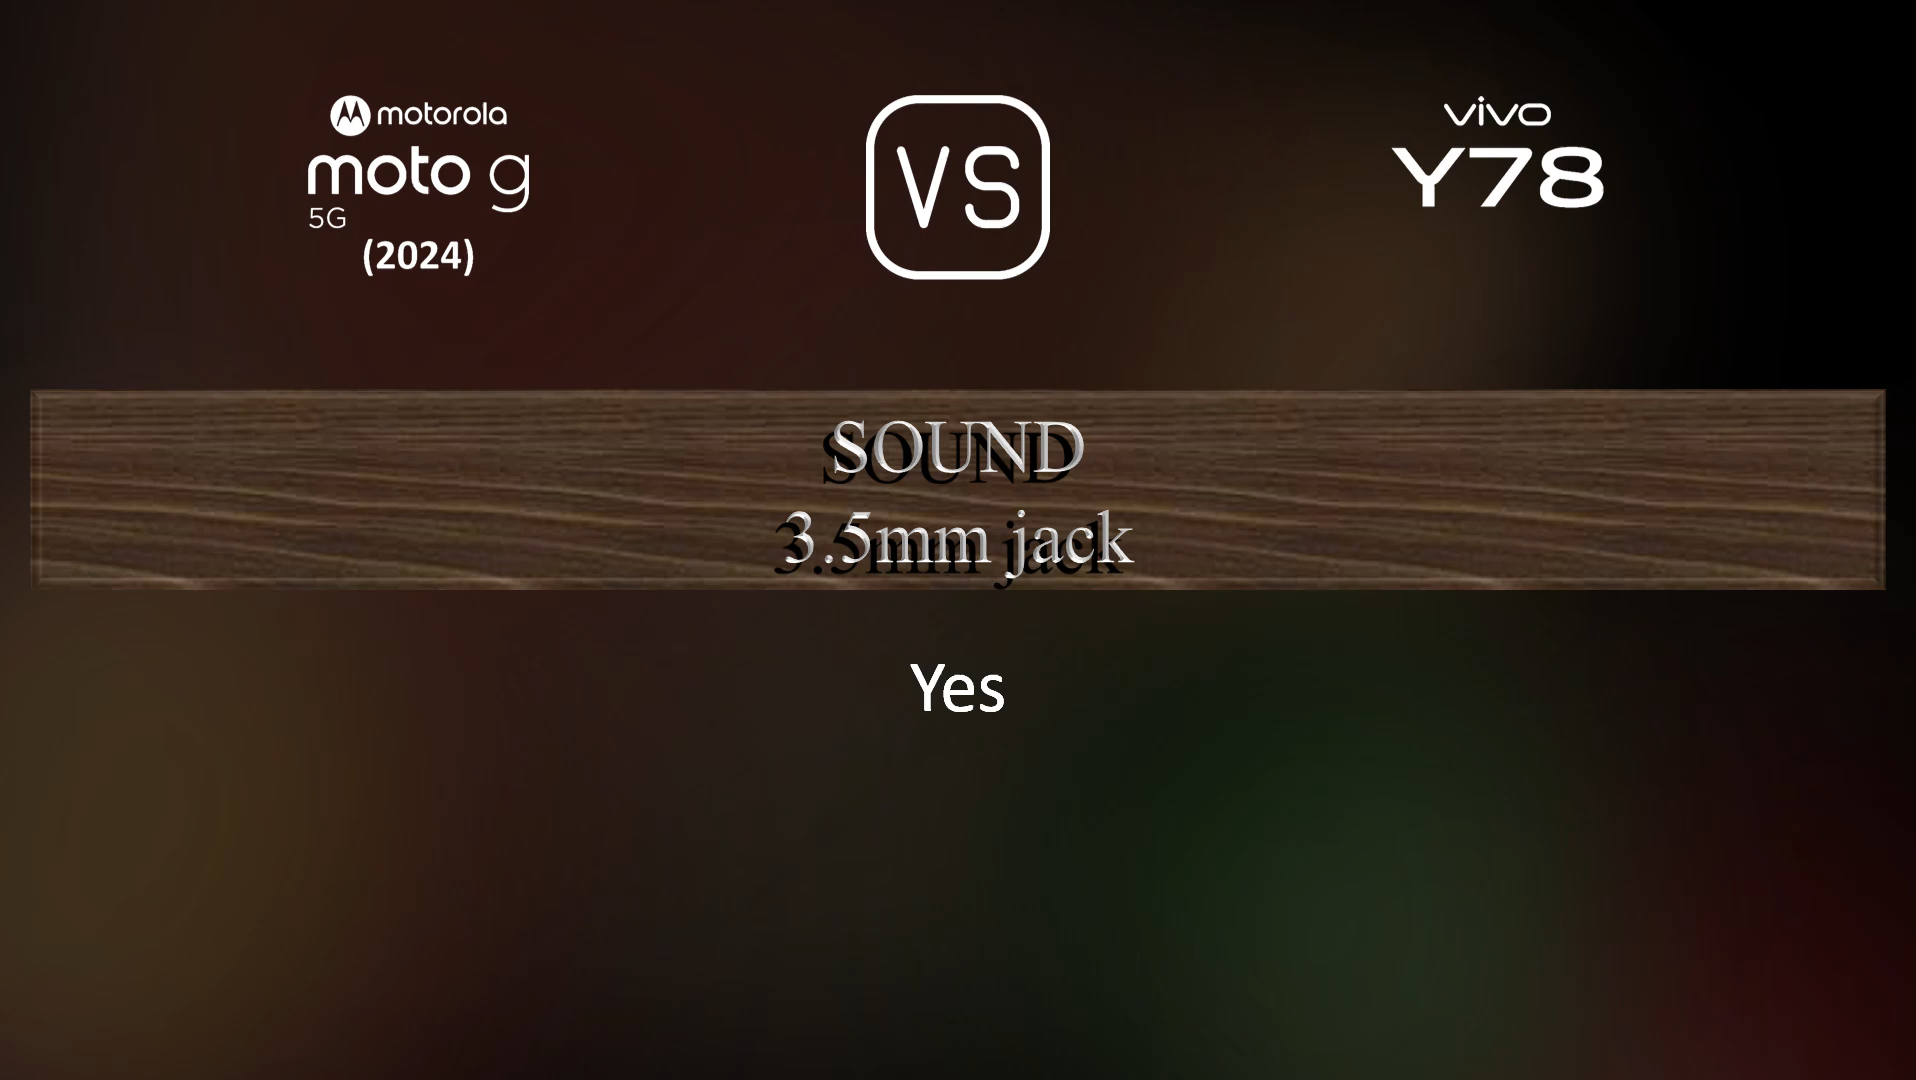 motorola
moto g
5G
(2024)
VS
vivo
Y78
SOUND
3.5mm jack
Yes